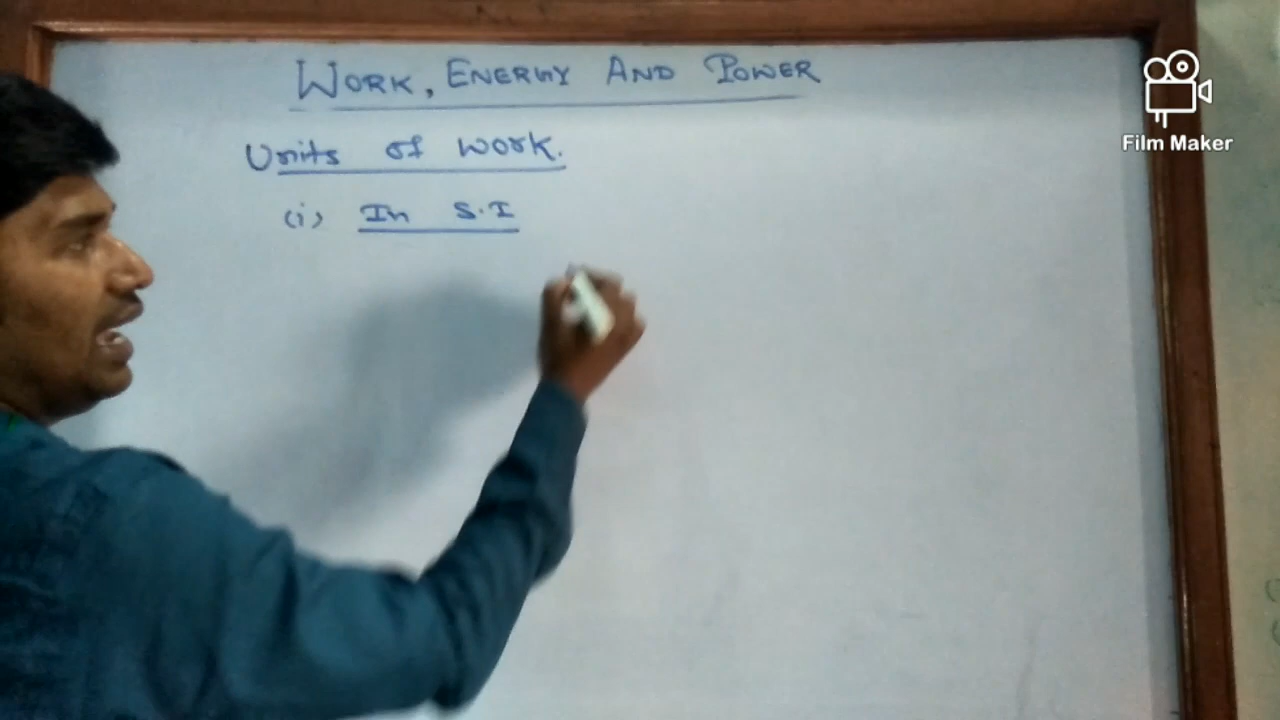 WORK, ENERGY AND POWER
Units of work.
(i) In S.I
Film Maker